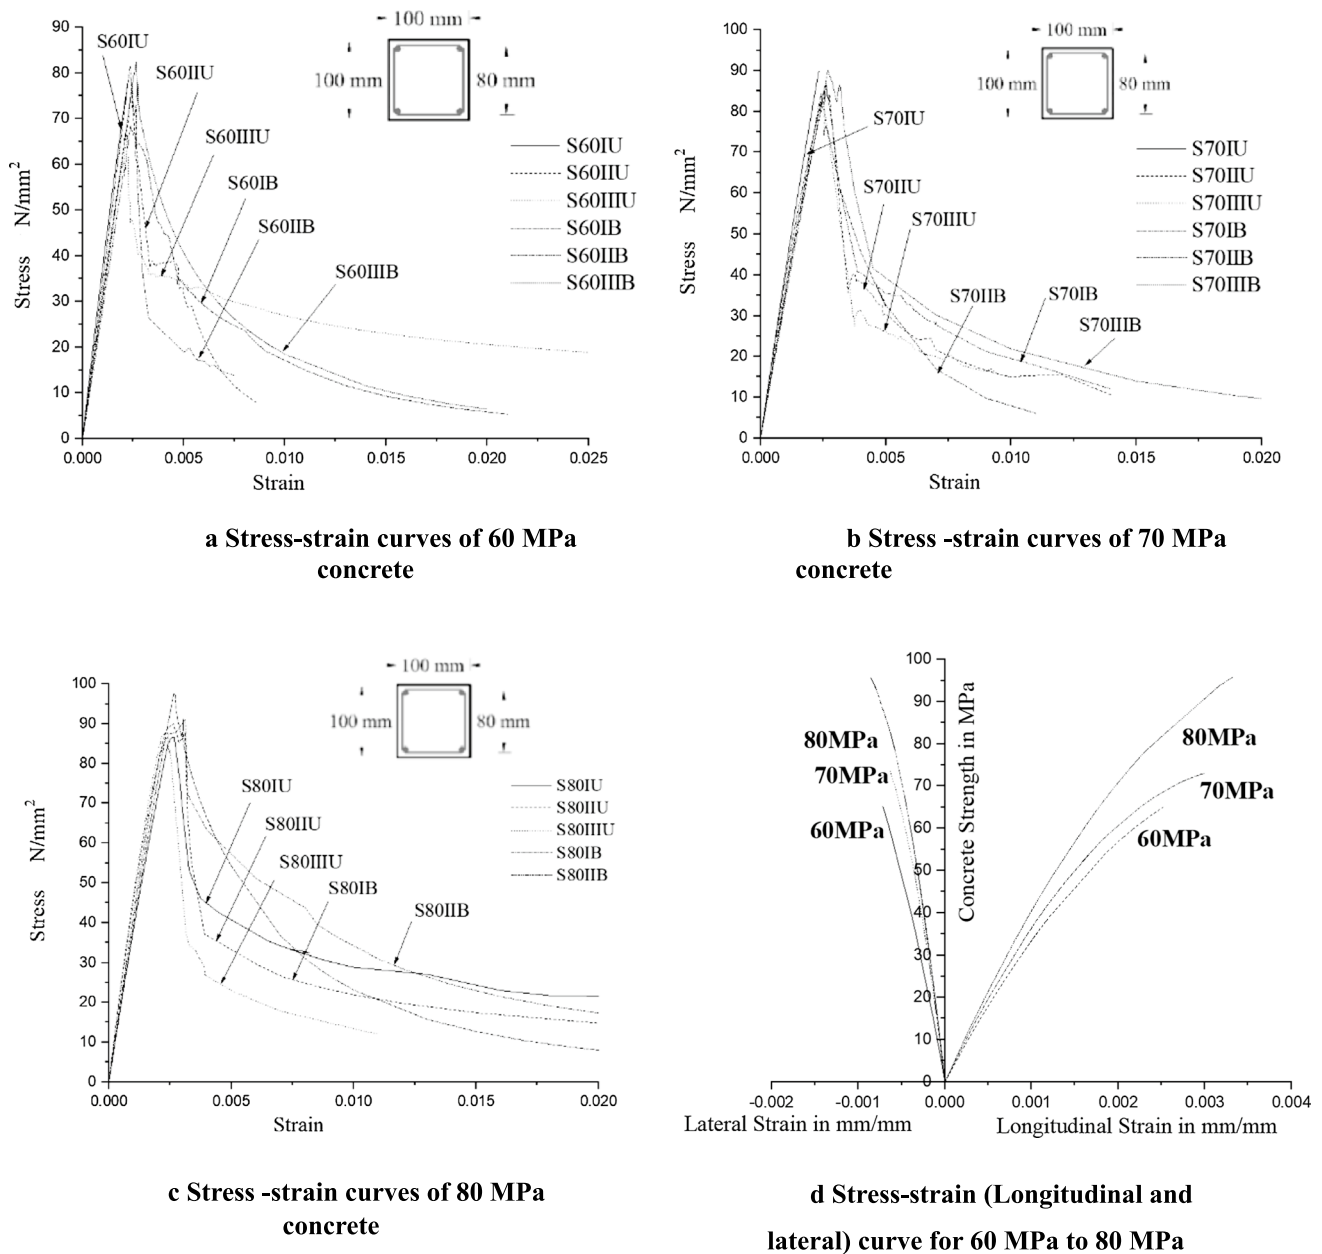 100 mm
100 mm
80 mm
90
80
70
60
50
40
30
20
10
0
0.000
0.005
0.010
0.015
0.020
0.025
Stress N/mm2
Strain
S60IU
S60IIU
S60IIIU
S60IB
S60IIB
S60IIIB
S60IU
S60IIU
S60IIIU
S60IB
S60IIB
S60IIIB
a Stress-strain curves of 60 MPa
concrete
100 mm
100 mm
80 mm
100
90
80
70
60
50
40
30
20
10
0
0.000
0.005
0.010
0.015
0.020
Stress N/mm2
Strain
S70IU
S70IIU
S70IIIU
S70IIB
S70IB
S70IIIB
S70IU
S70IIU
S70IIIU
S70IB
S70IIB
S70IIIB
b Stress -strain curves of 70 MPa
concrete
100 mm
100 mm
80 mm
100
90
80
70
60
50
40
30
20
10
0
0.000
0.005
0.010
0.015
0.020
Stress N/mm2
Strain
S80IU
S80IIU
S80IIIU
S80IB
S80IIB
S80IU
S80IIU
S80IIIU
S80IB
S80IIB
c Stress -strain curves of 80 MPa
concrete
100
90
80
70
60
50
40
30
20
10
0
Concrete Strength in MPa
80MPa
70MPa
60MPa
80MPa
70MPa
60MPa
-0.002
-0.001
0.000
0.001
0.002
0.003
0.004
Lateral Strain in mm/mm
Longitudinal Strain in mm/mm
d Stress-strain (Longitudinal and
lateral) curve for 60 MPa to 80 MPa